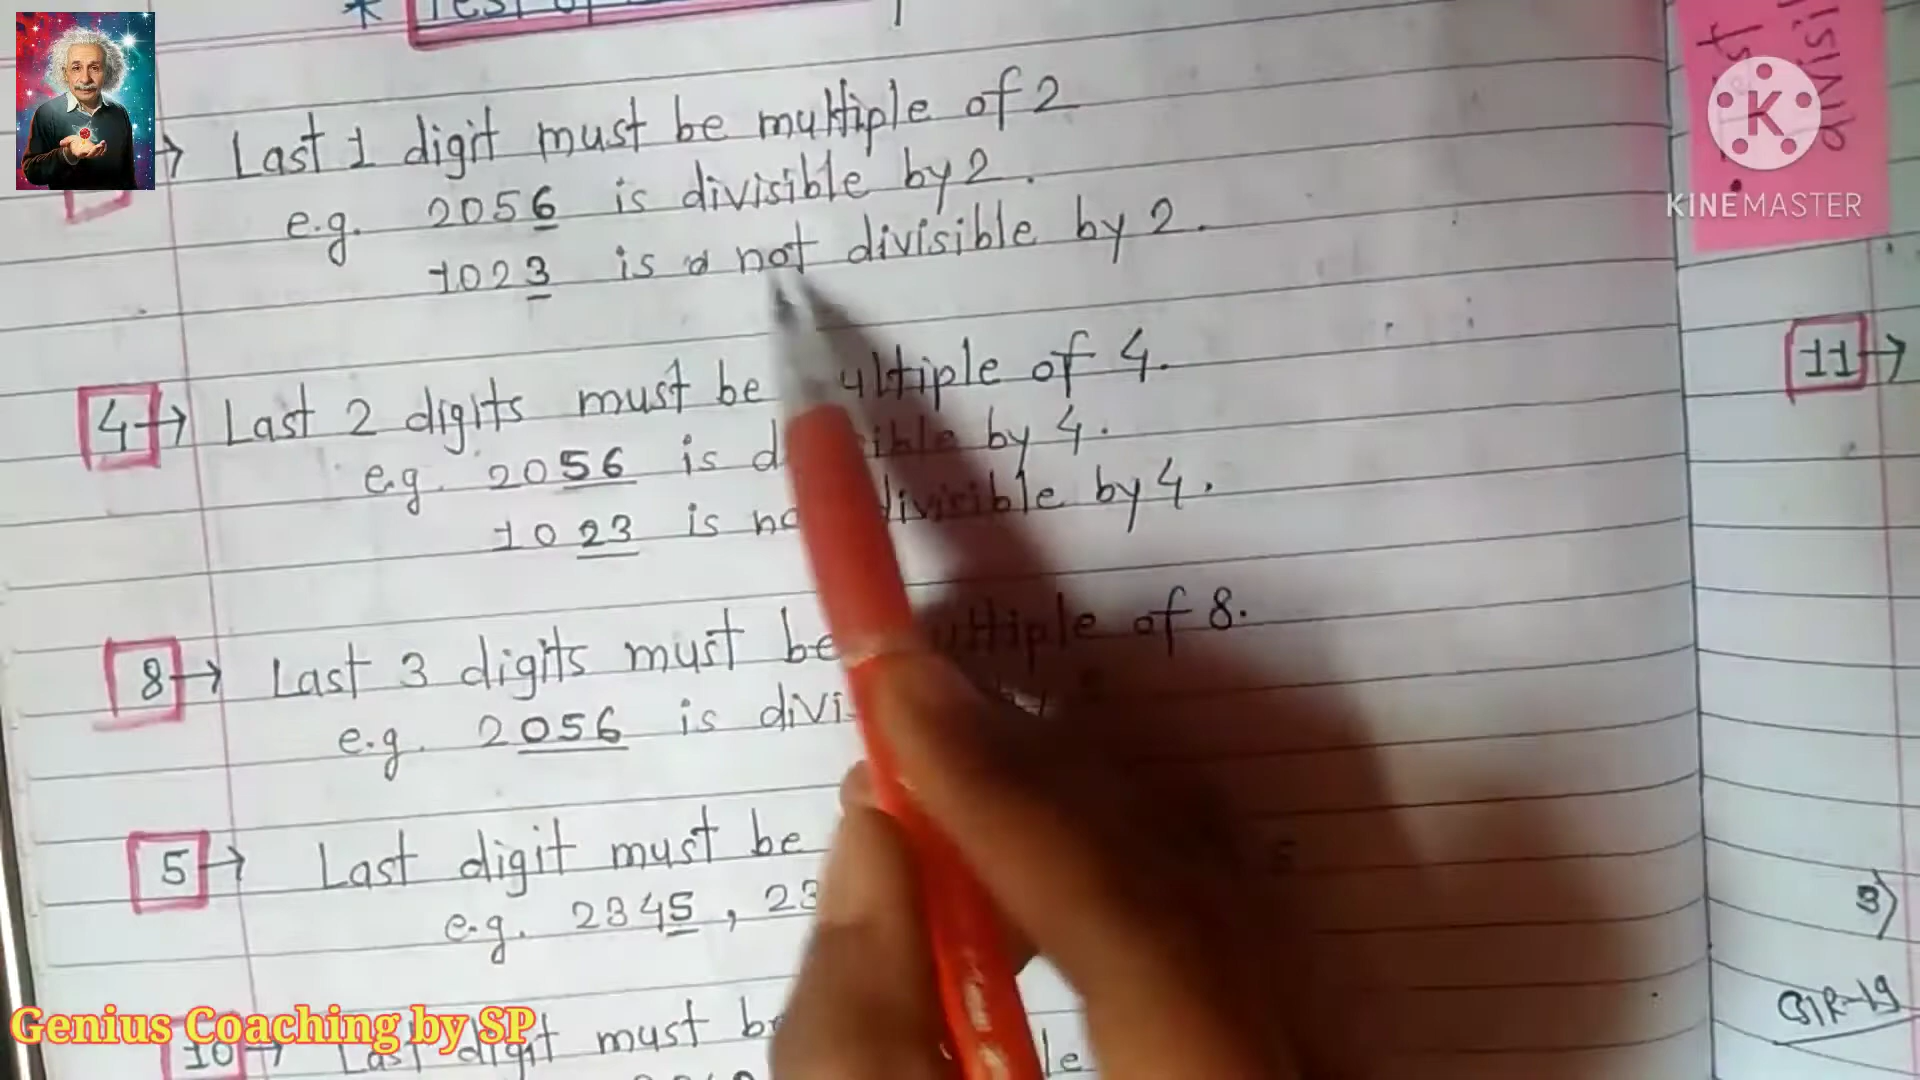 * Test of
→ Last 1 digit must be multiple of 2
e.g. 2056 is divisible by 2.
1023 is not divisible by 2.
4 → Last 2 digits must be multiple of 4.
e.g. 2056 is divisible by 4.
1023 is not divisible by 4.
8 → Last 3 digits must be multiple of 8.
e.g. 2056 is
5 → Last digit must be
e.g. 2345, 23
10 → Last digit must be
11 →
3)
KINEMASTER
Genius Coaching by SP